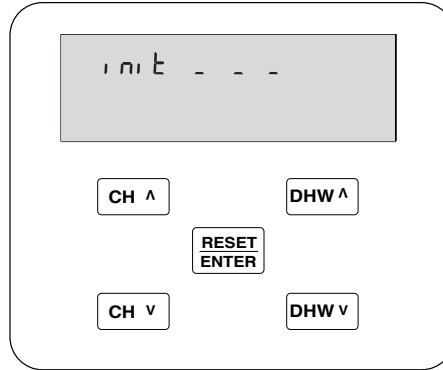 init _ _ _
CH ^ DHW ^
RESET
ENTER
CH v DHW v